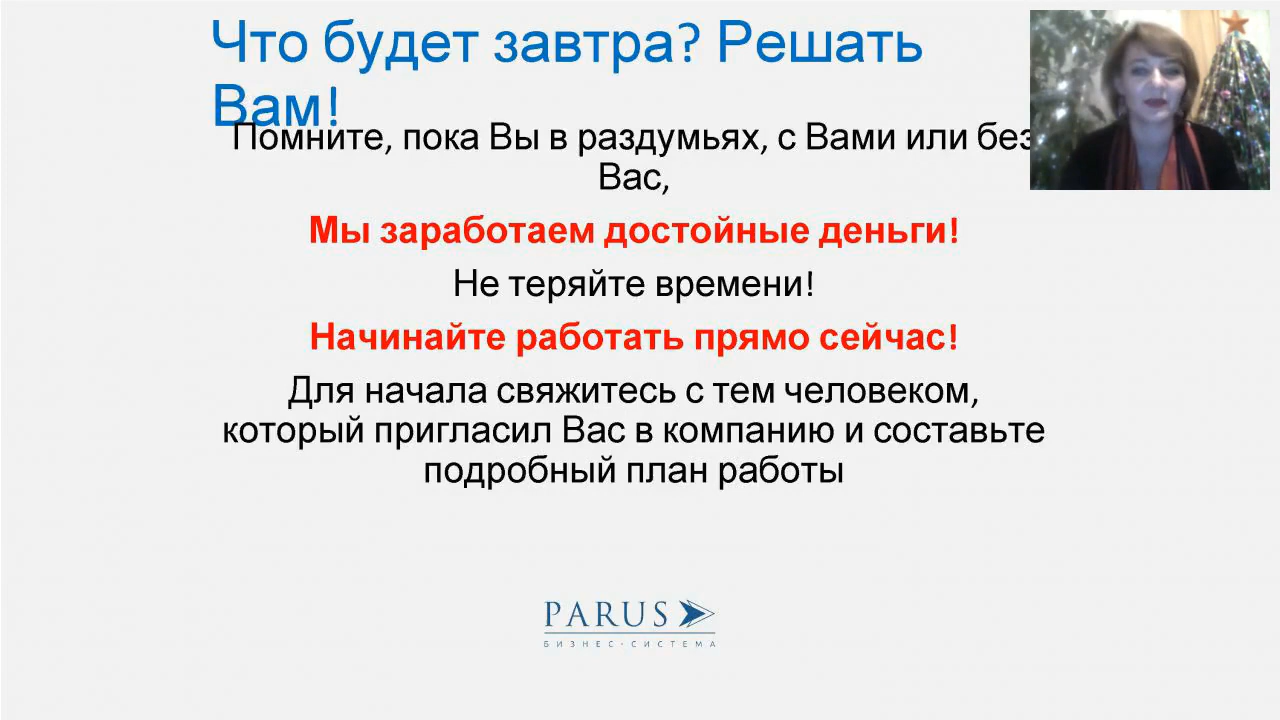 Что будет завтра? Решать
Вам!
Помните, пока Вы в раздумьях, с Вами или без
Вас,
Мы заработаем достойные деньги!
Не теряйте времени!
Начинайте работать прямо сейчас!
Для начала свяжитесь с тем человеком,
который пригласил Вас в компанию и составьте
подробный план работы
PARUS
БИЗНЕС·СИСТЕМА